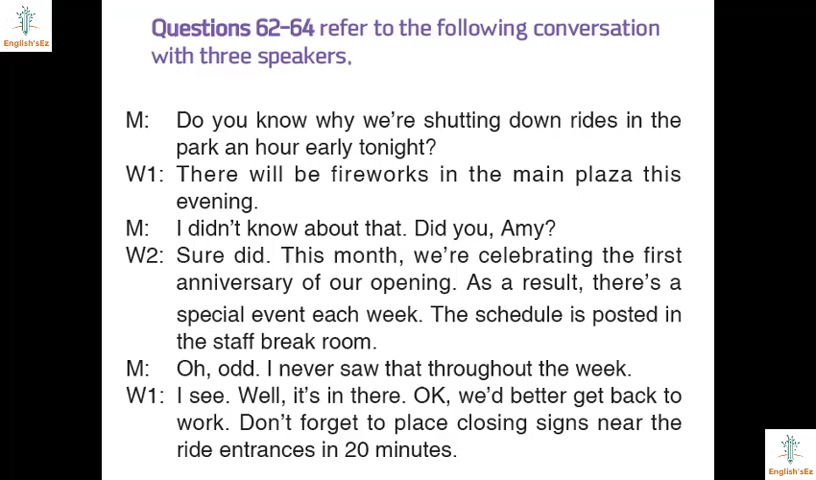 English'sEz
Questions 62-64 refer to the following conversation
with three speakers.
M: Do you know why we're shutting down rides in the
park an hour early tonight?
W1: There will be fireworks in the main plaza this
evening.
M: I didn't know about that. Did you, Amy?
W2: Sure did. This month, we're celebrating the first
anniversary of our opening. As a result, there's a
special event each week. The schedule is posted in
the staff break room.
M: Oh, odd. I never saw that throughout the week.
W1: I see. Well, it's in there. OK, we'd better get back to
work. Don't forget to place closing signs near the
ride entrances in 20 minutes.
English'sEz